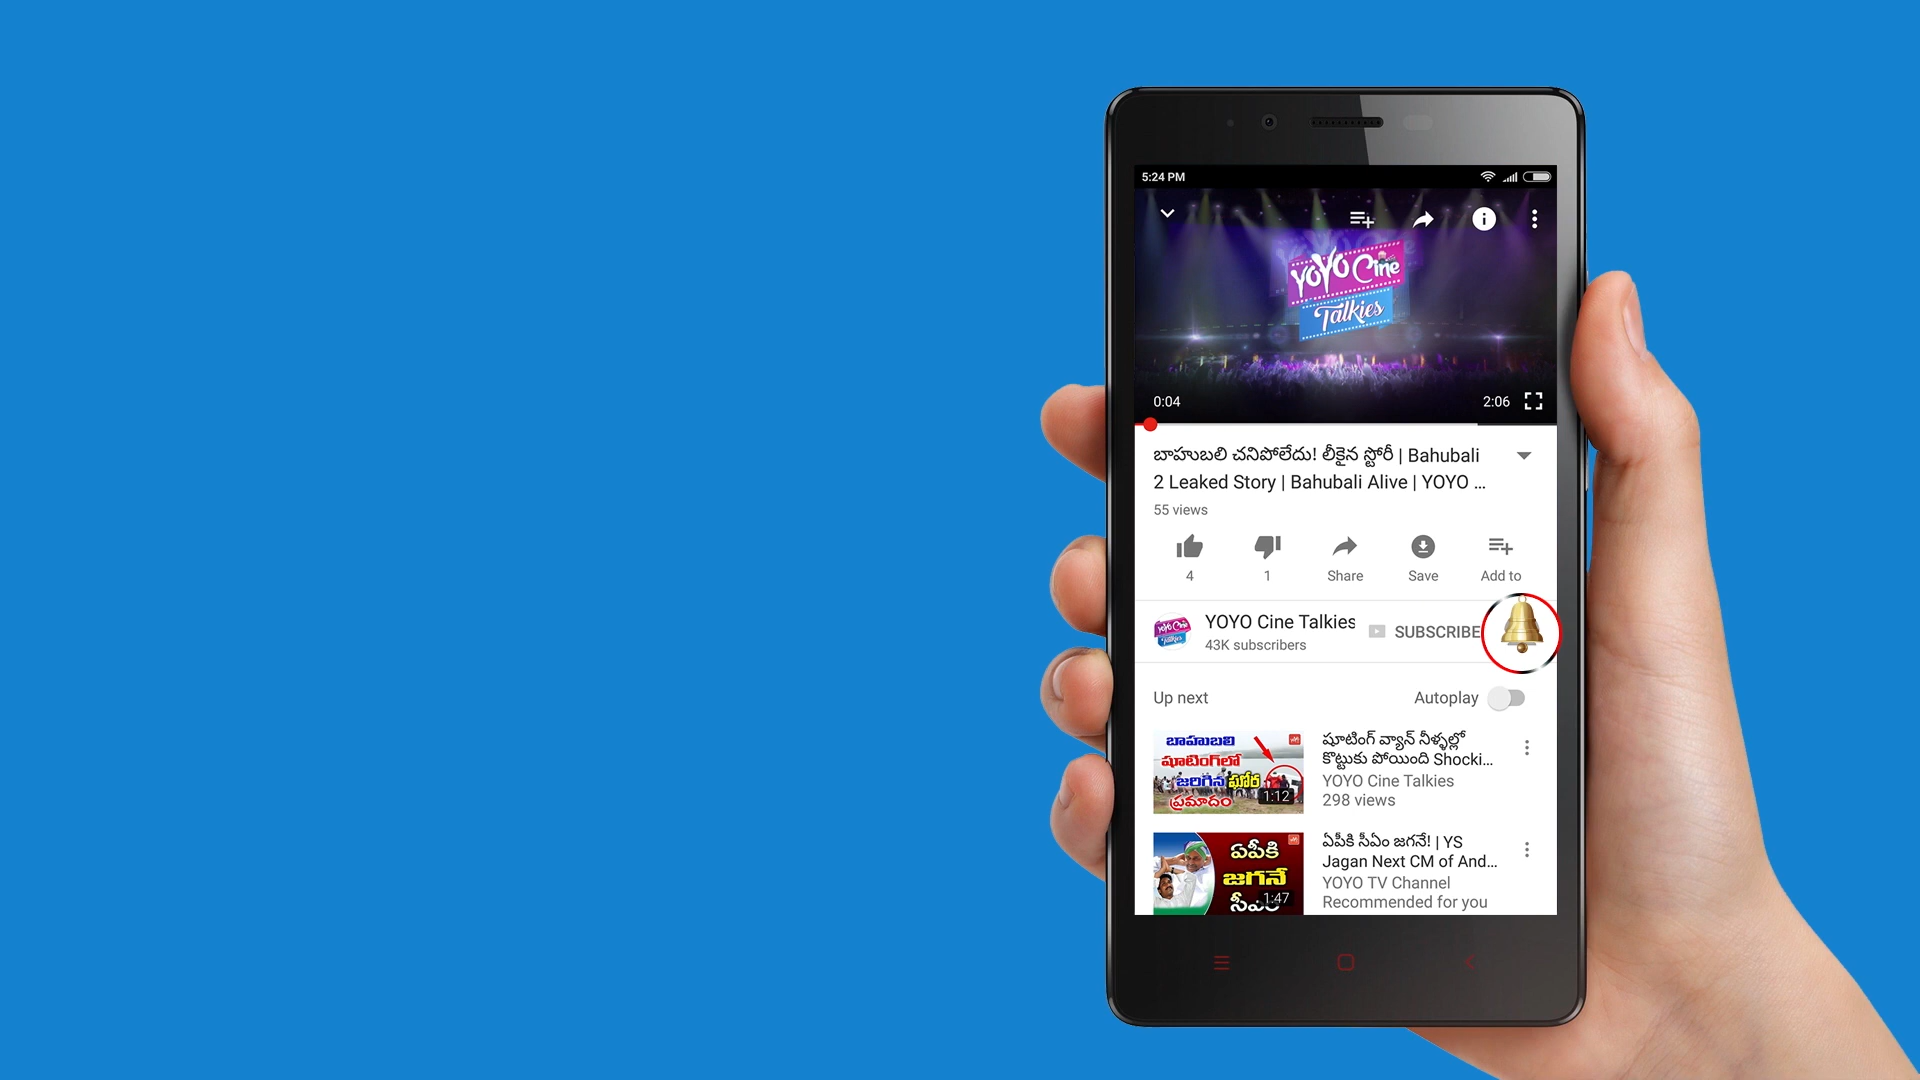 5:24 PM
YOYO Cine
Talkies
0:04
2:06
బాహుబలి చనిపోలేదు! లీకైన స్టోరీ | Bahubali
2 Leaked Story | Bahubali Alive | YOYO ...
55 views
4
1
Share
Save
Add to
YOYO Cine Talkies
43K subscribers
SUBSCRIBE
Up next
Autoplay
బాహుబలి
షూటింగ్‌లో
జరిగిన ఘోర
ప్రమాదం
1:12
షూటింగ్ వ్యాన్ నీళ్ళల్లో
కొట్టుకు పోయింది Shocki...
YOYO Cine Talkies
298 views
ఏపీకి
జగనే
సీఎం
1:47
ఏపీకి సీఎం జగనే! | YS
Jagan Next CM of And...
YOYO TV Channel
Recommended for you